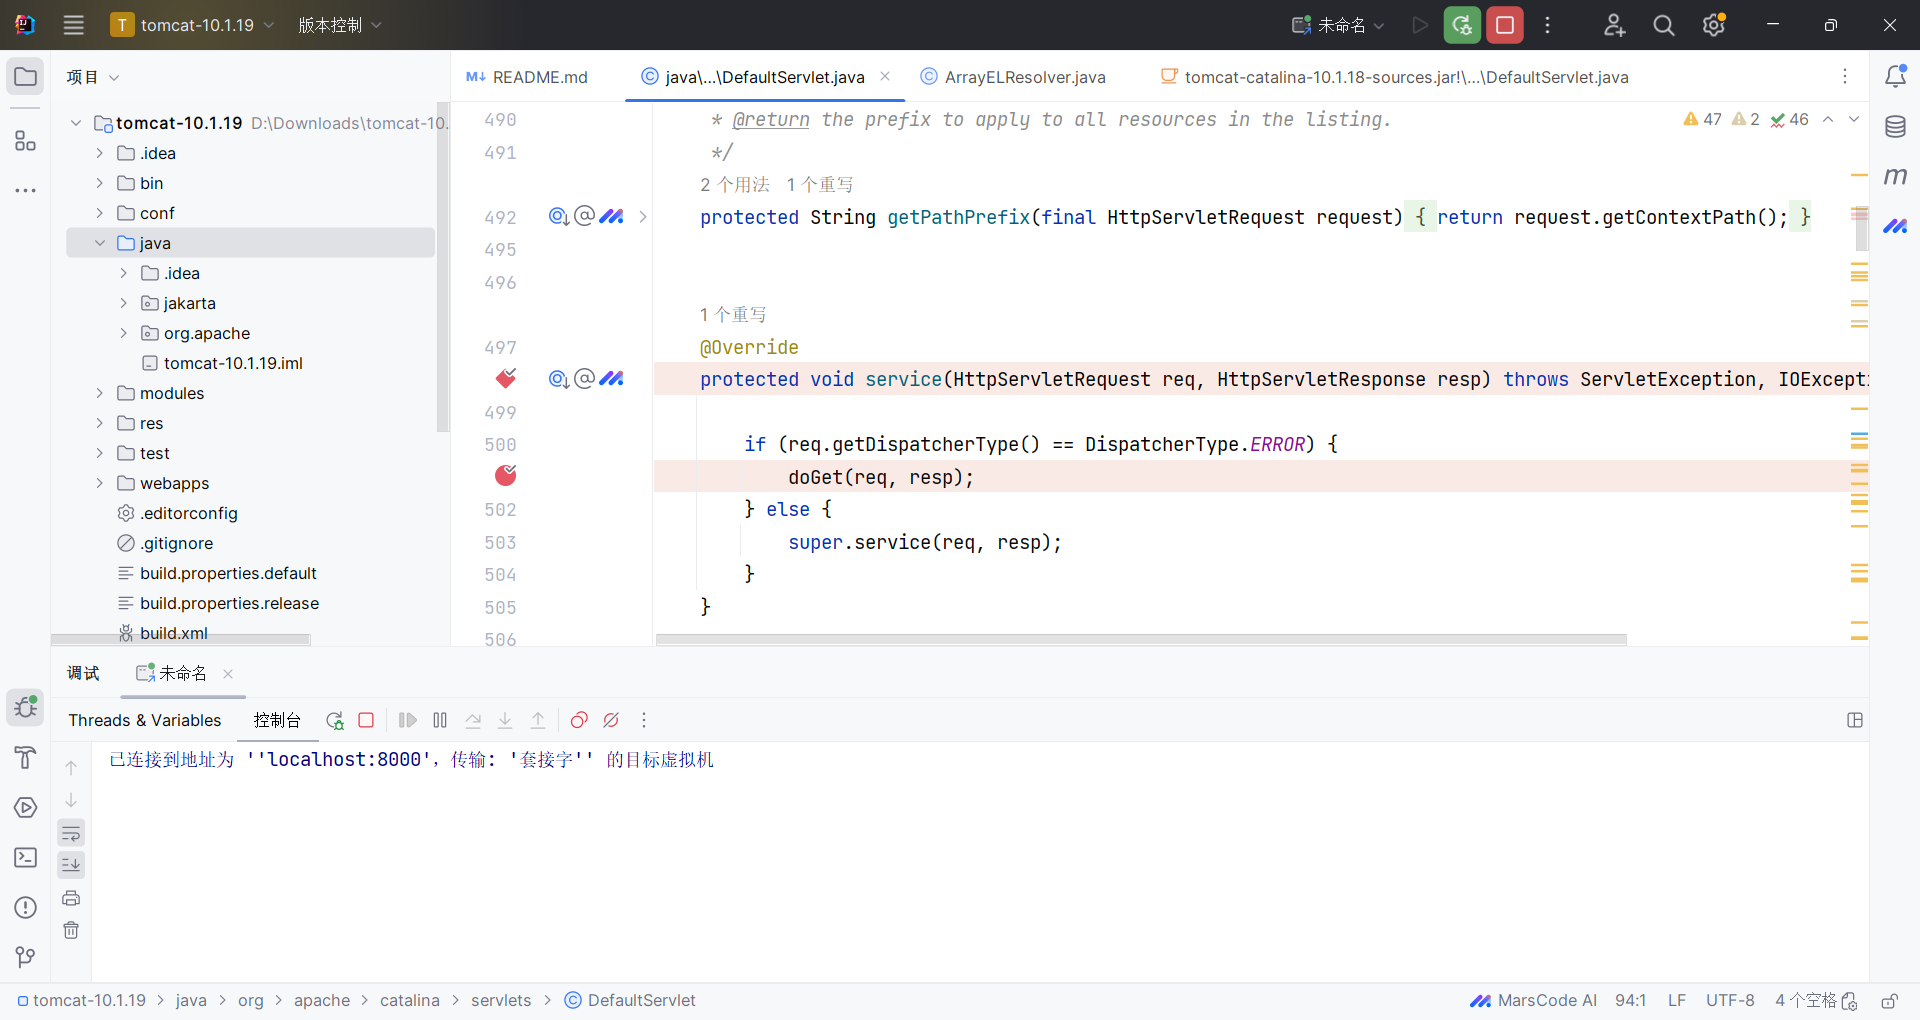 T tomcat-10.1.19 版本控制 未命名
项目
README.md java\...\DefaultServlet.java ArrayELResolver.java tomcat-catalina-10.1.18-sources.jar!\...\DefaultServlet.java
tomcat-10.1.19 D:\Downloads\tomcat-10.
.idea
bin
conf
java
.idea
jakarta
org.apache
tomcat-10.1.19.iml
modules
res
test
webapps
.editorconfig
.gitignore
build.properties.default
build.properties.release
build.xml
47 2 46
490 * @return the prefix to apply to all resources in the listing.
491 */
2 个用法 1 个重写
492 protected String getPathPrefix(final HttpServletRequest request) { return request.getContextPath(); }
495
496
1 个重写
497 @Override
protected void service(HttpServletRequest req, HttpServletResponse resp) throws ServletException, IOExcepti
499
500 if (req.getDispatcherType() == DispatcherType.ERROR) {
doGet(req, resp);
502 } else {
503 super.service(req, resp);
504 }
505 }
506
m
调试 未命名
Threads & Variables 控制台
已连接到地址为 ''localhost:8000', 传输: '套接字'' 的目标虚拟机
tomcat-10.1.19 java org apache catalina servlets DefaultServlet
MarsCode AI 94:1 LF UTF-8 4 个空格